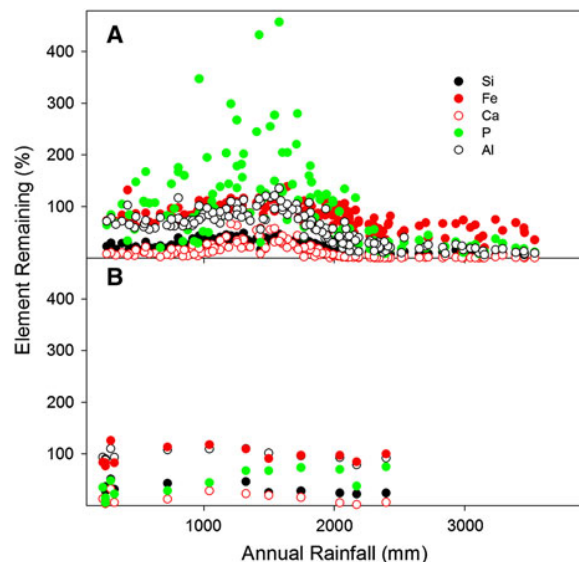 A
400
300
200
100
Si
Fe
Ca
P
Al
Element Remaining (%)
B
400
300
200
100
1000 2000 3000
Annual Rainfall (mm)